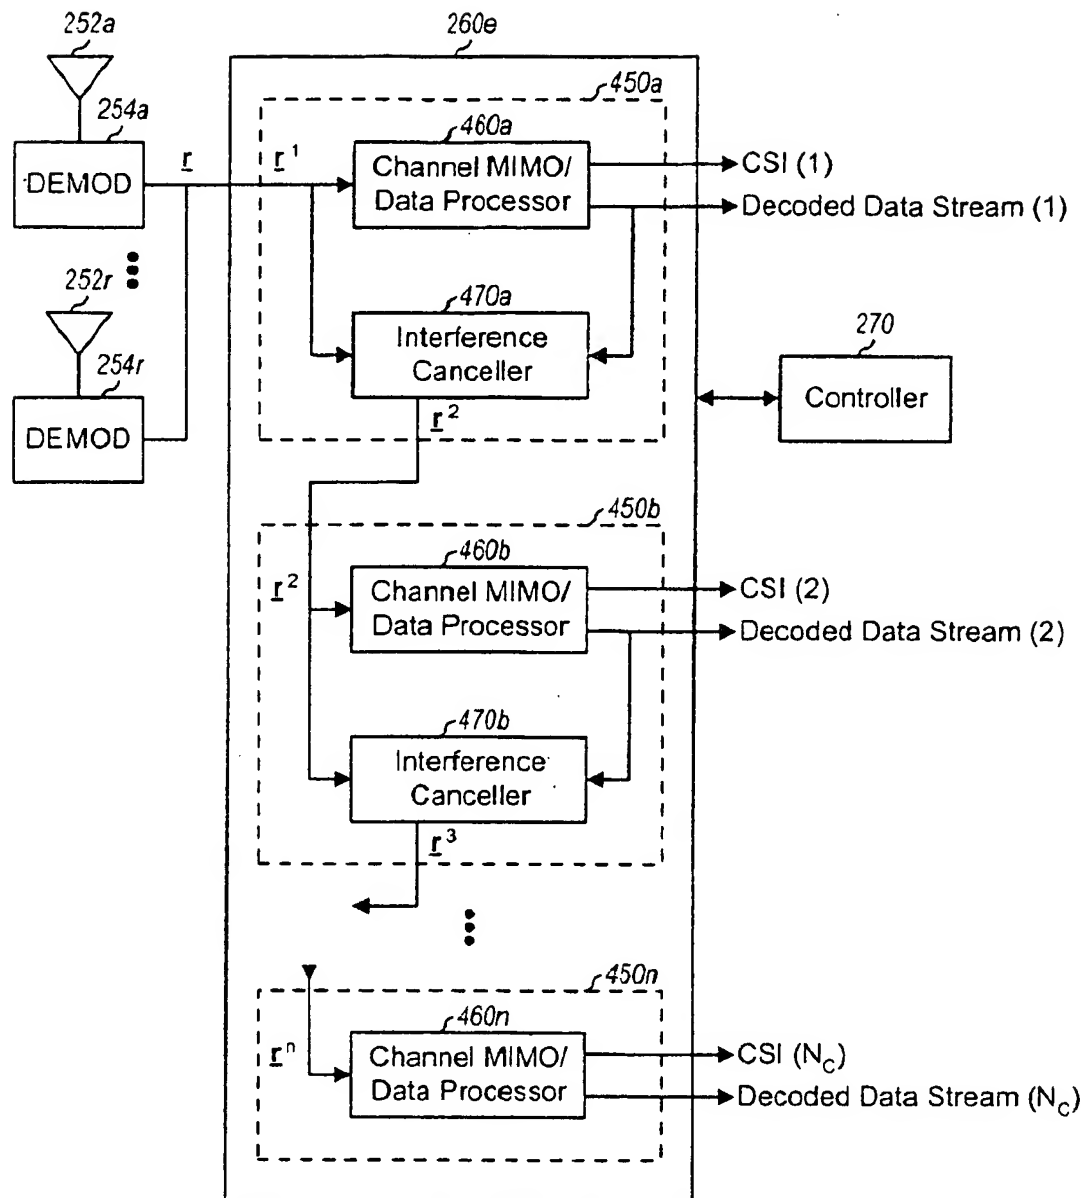 252a
260e
450a
254a
460a
DEMOD
r
r 1
Channel MIMO/
Data Processor
CSI (1)
Decoded Data Stream (1)
252r
470a
Interference
Canceller
270
Controller
254r
DEMOD
r 2
450b
460b
r 2
Channel MIMO/
Data Processor
CSI (2)
Decoded Data Stream (2)
470b
Interference
Canceller
r 3
450n
460n
r n
Channel MIMO/
Data Processor
CSI (NC)
Decoded Data Stream (NC)